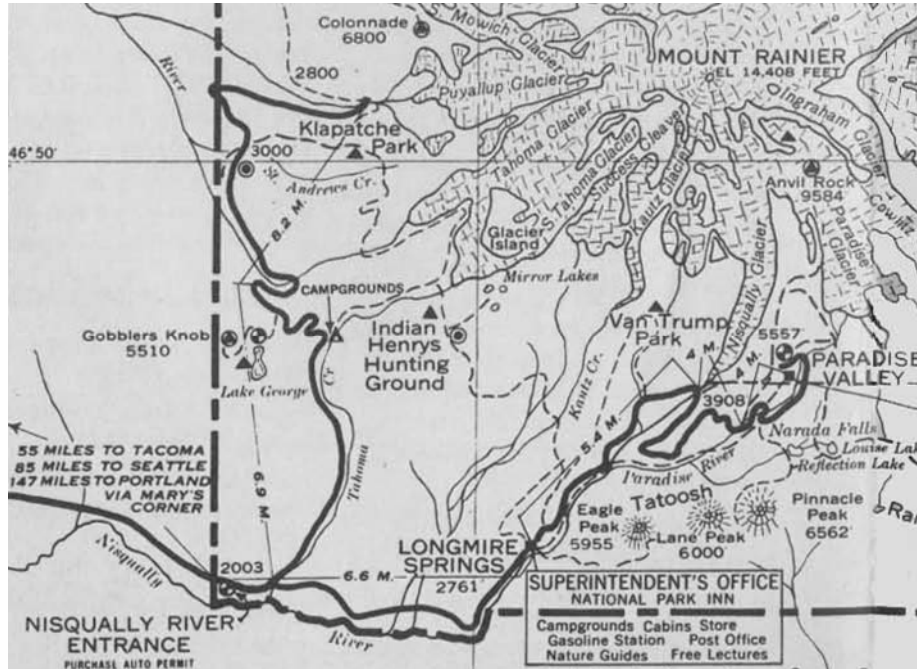 Colonnade
6800
S. Mowich Glacier
MOUNT RAINIER
EL 14,408 FEET
River
2800
Puyallup Glacier
Ingraham Glacier
Klapatche
Park
46° 50'
3000
St.
Andrews Cr.
Tahoma Glacier
S. Tahoma Glacier
Success Cleaver
Kautz Glacier
Anvil Rock
9584
Cowlitz
Paradise
Glacier
8.2 M.
Glacier
Island
Nisqually Glacier
Mirror Lakes
CAMPGROUNDS
Gobblers Knob
5510
Indian
Henrys
Hunting
Ground
Van Trump
Park
5557
PARADISE
VALLEY
4 M.
4 M.
3908
Lake George
Cr
Tahoma
Kautz Cr.
5.4 M.
Narada Falls
Louise Lake
Reflection Lake
Paradise River
55 MILES TO TACOMA
85 MILES TO SEATTLE
147 MILES TO PORTLAND
VIA MARY'S
CORNER
6.9 M.
Tatoosh
Eagle
Peak
5955
Lane Peak
6000
Pinnacle
Peak
6562
Ra
Nisqually
LONGMIRE
SPRINGS
2003
6.6 M.
2761
River
NISQUALLY RIVER
ENTRANCE
PURCHASE AUTO PERMIT
SUPERINTENDENT'S OFFICE
NATIONAL PARK INN
Campgrounds Cabins Store
Gasoline Station Post Office
Nature Guides Free Lectures